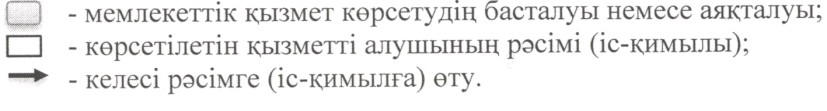 - мемлекеттік қызмет көрсетудің басталуы немесе аяқталуы;
- көрсетілетін қызметті алушының рәсімі (іс-қимылы);
- келесі рәсімге (іс-қимылға) өту.